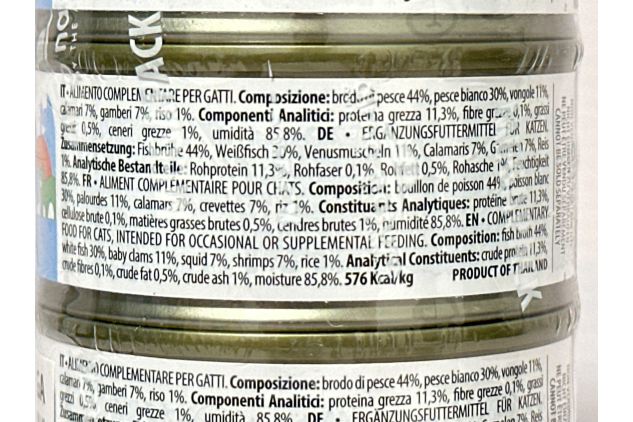 ACK
IT • ALIMENTO COMPLEMENTARE PER GATTI. Composizione: brodo di pesce 44%, pesce bianco 30%, vongole 11%,
calamari 7%, gamberi 7%, riso 1%. Componenti Analitici: proteina grezza 11,3%, fibre grezze 0,1%, grassi
grezzi 0,5%, ceneri grezze 1%, umidità 85,8%. DE • ERGÄNZUNGSFUTTERMITTEL FÜR KATZEN.
Zusammensetzung: Fishbrühe 44%, Weißfisch 30%, Venusmuscheln 11%, Calamares 7%, Garnelen 7%, Reis
1%. Analytische Bestandteile: Rohprotein 11,3%, Rohfaser 0,1%, Rohfett 0,5%, Rohasche 1%, Feuchtigkeit
85,8%. FR • ALIMENT COMPLEMENTAIRE POUR CHATS. Composition: bouillon de poisson 44%, poisson blanc
30%, palourdes 11%, calamars 7%, crevettes 7%, riz 1%. Constituants Analytiques: protéine brute 11,3%,
cellulose brute 0,1%, matières grasses brutes 0,5%, cendres brutes 1%, humidité 85,8%. EN • COMPLEMENTARY
FOOD FOR CATS, INTENDED FOR OCCASIONAL OR SUPPLEMENTAL FEEDING. Composition: fish broth 44%,
white fish 30%, baby clams 11%, squid 7%, shrimps 7%, rice 1%. Analytical Constituents: crude protein 11,3%,
crude fibres 0,1%, crude fat 0,5%, crude ash 1%, moisture 85,8%. 576 Kcal/kg PRODUCT OF THAILAND
CANNOT BE SOLD SEPARATELY
IT • ALIMENTO COMPLEMENTARE PER GATTI. Composizione: brodo di pesce 44%, pesce bianco 30%, vongole 11%,
calamari 7%, gamberi 7%, riso 1%. Componenti Analitici: proteina grezza 11,3%, fibre grezze 0,1%, grassi
grezzi 0,5%, ceneri grezze 1%, umidità 85,8%. DE • ERGÄNZUNGSFUTTERMITTEL FÜR KATZEN.